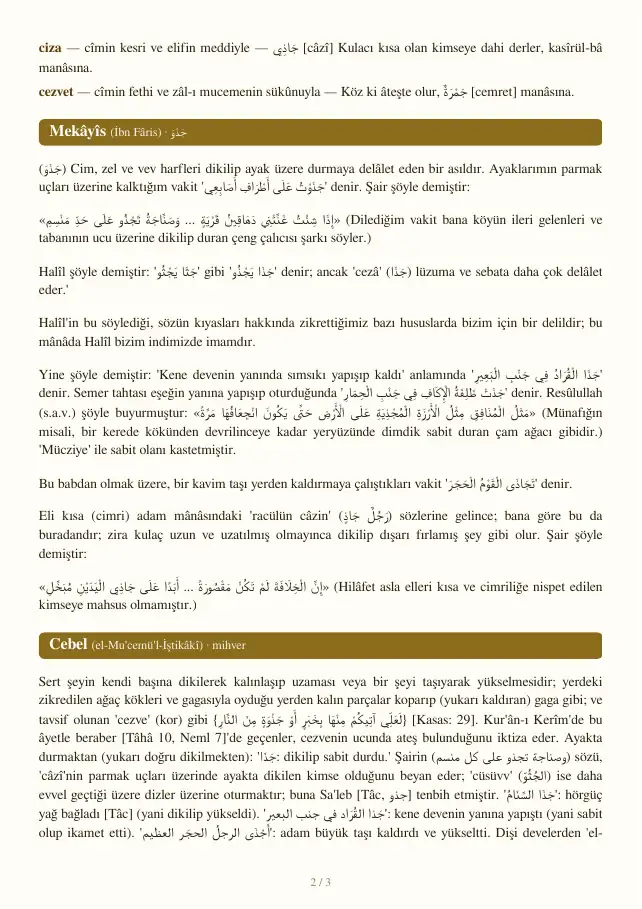 ciza — cîmin kesri ve elifin meddiyle — جَاذِي [câzî] Kulacı kısa olan kimseye dahi derler, kasîrül-bâ
manâsına.
cezvet — cîmin fethi ve zâl-ı mucemenin sükûnuyla — Köz ki âteşte olur, جَمْرَةٌ [cemret] manâsına.
Mekâyîs (İbn Fâris) · جَذَوَ
(جَذَوَ) Cim, zel ve vev harfleri dikilip ayak üzere durmaya delâlet eden bir asıldır. Ayaklarımın parmak
uçları üzerine kalktığım vakit 'جَذَوْتُ عَلَى أَطْرَافِ أَصَابِعِي' denir. Şair şöyle demiştir:
«إِذَا شِئْتُ غَنَّتْنِي دَهَاقِينُ قَرْيَةٍ ... وَصَنَّاجَةٌ تَجْذُو عَلَى حَدِّ مَنْسِمِ» (Dilediğim vakit bana köyün ileri gelenleri ve
tabanının ucu üzerine dikilip duran çeng çalıcısı şarkı söyler.)
Halîl şöyle demiştir: 'جَثَا يَجْثُو' gibi 'جَذَا يَجْذُو' denir; ancak 'cezâ' (جَذَا) lüzuma ve sebata daha çok delâlet
eder.'
Halîl'in bu söylediği, sözün kıyasları hakkında zikrettiğimiz bazı hususlarda bizim için bir delildir; bu
mânâda Halîl bizim indimizde imamdır.
Yine şöyle demiştir: 'Kene devenin yanında sımsıkı yapışıp kaldı' anlamında 'جَذَا الْقُرَادُ فِي جَنْبِ الْبَعِيرِ'
denir. Semer tahtası eşeğin yanına yapışıp oturduğunda 'جَذَتْ ظَلِفَةُ الْإِكَافِ فِي جَنْبِ الْحِمَارِ' denir. Resûlullah
(s.a.v.) şöyle buyurmuştur: «مَثَلُ الْمُنَافِقِ مِثْلُ الْأَرْزَةِ الْمُجْذِيَةِ عَلَى الْأَرْضِ حَتَّى يَكُونَ انْجِعَافُهَا مَرَّةً» (Münafığın
misali, bir kerede kökünden devrilinceye kadar yeryüzünde dimdik sabit duran çam ağacı gibidir.)
'Mücziye' ile sabit olanı kastetmiştir.
Bu babdan olmak üzere, bir kavim taşı yerden kaldırmaya çalıştıkları vakit 'تَجَاذَى الْقَوْمُ الْحَجَرَ' denir.
Eli kısa (cimri) adam mânâsındaki 'racülün câzin' (رَجُلٌ جَاذٍ) sözlerine gelince; bana göre bu da
buradandır; zira kulaç uzun ve uzatılmış olmayınca dikilip dışarı fırlamış şey gibi olur. Şair şöyle
demiştir:
«إِنَّ الْخِلَافَةَ لَمْ تَكُنْ مَقْصُورَةً ... أَبَدًا عَلَى جَاذِي الْيَدَيْنِ مُبَخَّلِ» (Hilâfet asla elleri kısa ve cimriliğe nispet edilen
kimseye mahsus olmamıştır.)
Cebel (el-Mu'cemü'l-İştikâkî) · mihver
Sert şeyin kendi başına dikilerek kalınlaşıp uzaması veya bir şeyi taşıyarak yükselmesidir; yerdeki
zikredilen ağaç kökleri ve gagasıyla oyduğu yerden kalın parçalar koparıp (yukarı kaldıran) gaga gibi; ve
tavsif olunan 'cezve' (kor) gibi {لَعَلِّي آتِيكُمْ مِنْهَا بِخَبَرٍ أَوْ جَذْوَةٍ مِنَ النَّارِ} [Kasas: 29]. Kur'ân-ı Kerîm'de bu
âyetle beraber [Tâhâ 10, Neml 7]'de geçenler, cezvenin ucunda ateş bulunduğunu iktiza eder. Ayakta
durmaktan (yukarı doğru dikilmekten): 'جَذَا: dikilip sabit durdu.' Şairin (وصناجة تجذو على كل منسم) sözü,
'câzî'nin parmak uçları üzerinde ayakta dikilen kimse olduğunu beyan eder; 'cüsüvv' (الجُثُوّ) ise daha
evvel geçtiği üzere dizler üzerine oturmaktır; buna Sa'leb [Tâc, جذو] tenbih etmiştir. 'جَذَا السَّنَامُ': hörgüç
yağ bağladı [Tâc] (yani dikilip yükseldi). 'جَذا القُرَاد في جنب البعير': kene devenin yanına yapıştı (yani sabit
olup ikamet etti). 'أَجْذَى الرجلُ الحجَر العظيم': adam büyük taşı kaldırdı ve yükseltti. Dişi develerden 'el-
2 / 3